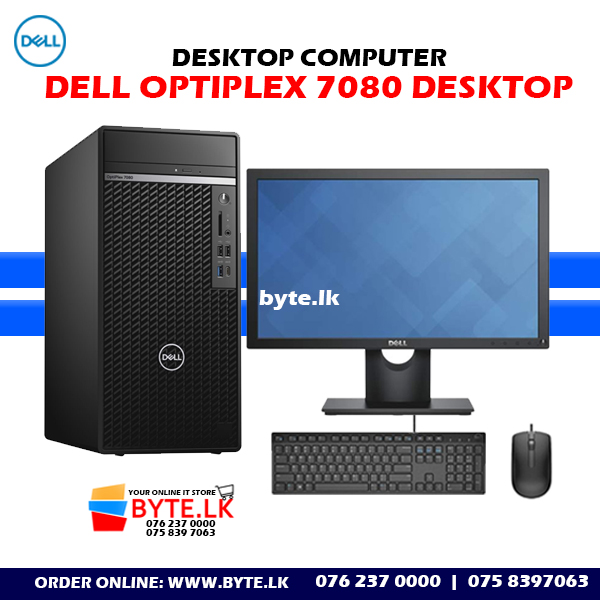 DELL
DESKTOP COMPUTER
DELL OPTIPLEX 7080 DESKTOP
OptiPlex 7080
byte.lk
DELL
DELL
YOUR ONLINE IT STORE
BYTE.LK
076 237 0000
075 839 7063
ORDER ONLINE: WWW.BYTE.LK 076 237 0000 | 075 8397063